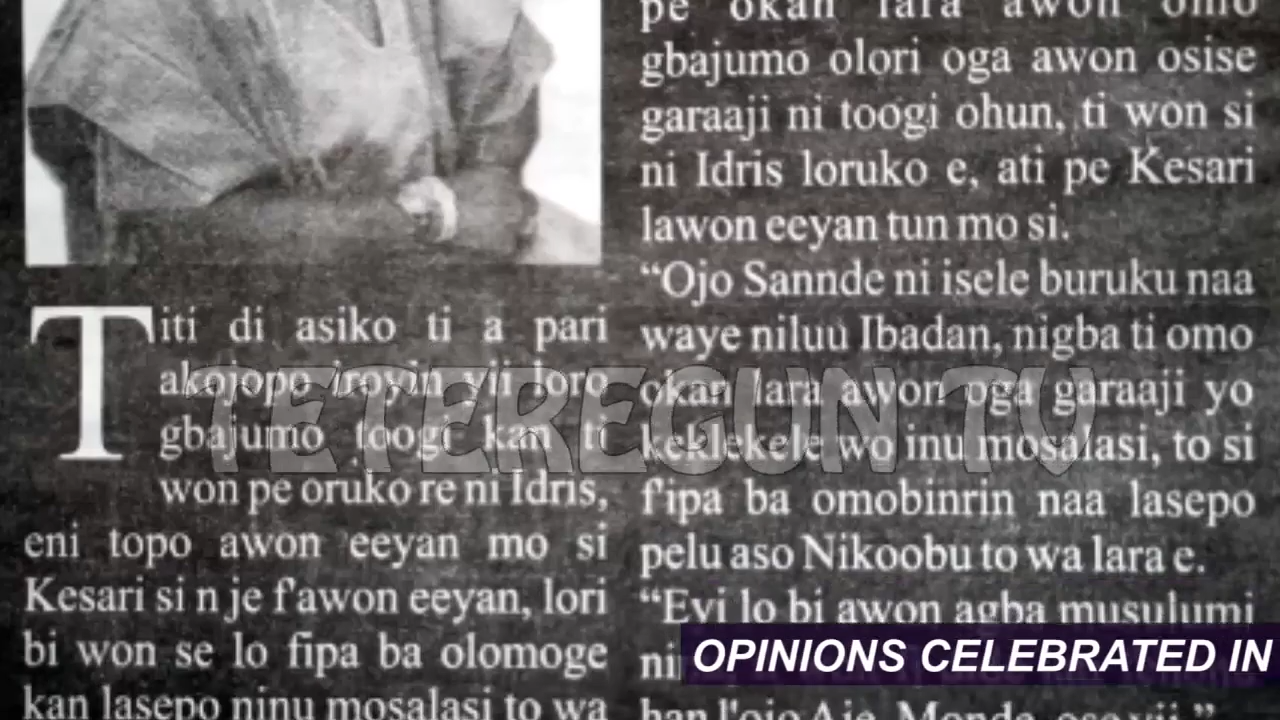 Titi di asiko ti a pari
akojopo iroyin yii loro
gbajumo toogi kan ti
won pe oruko re ni Idris,
eni topo awon eeyan mo si
Kesari si n je f'awon eeyan, lori
bi won se lo fipa ba olomoge
kan lasepo ninu mosalasi to wa
pe okan lara awon omo
gbajumo olori oga awon osise
garaaji ni toogi ohun, ti won si
ni Idris loruko e, ati pe Kesari
lawon eeyan tun mo si.
“Ojo Sannde ni isele buruku naa
waye niluu Ibadan, nigba ti omo
okan lara awon oga garaaji yo
keklekele wo inu mosalasi, to si
f'ipa ba omobinrin naa lasepo
pelu aso Nikoobu to wa lara e.
“Eyi lo bi awon agba musulumi
TETEREGUN TV
OPINIONS CELEBRATED IN